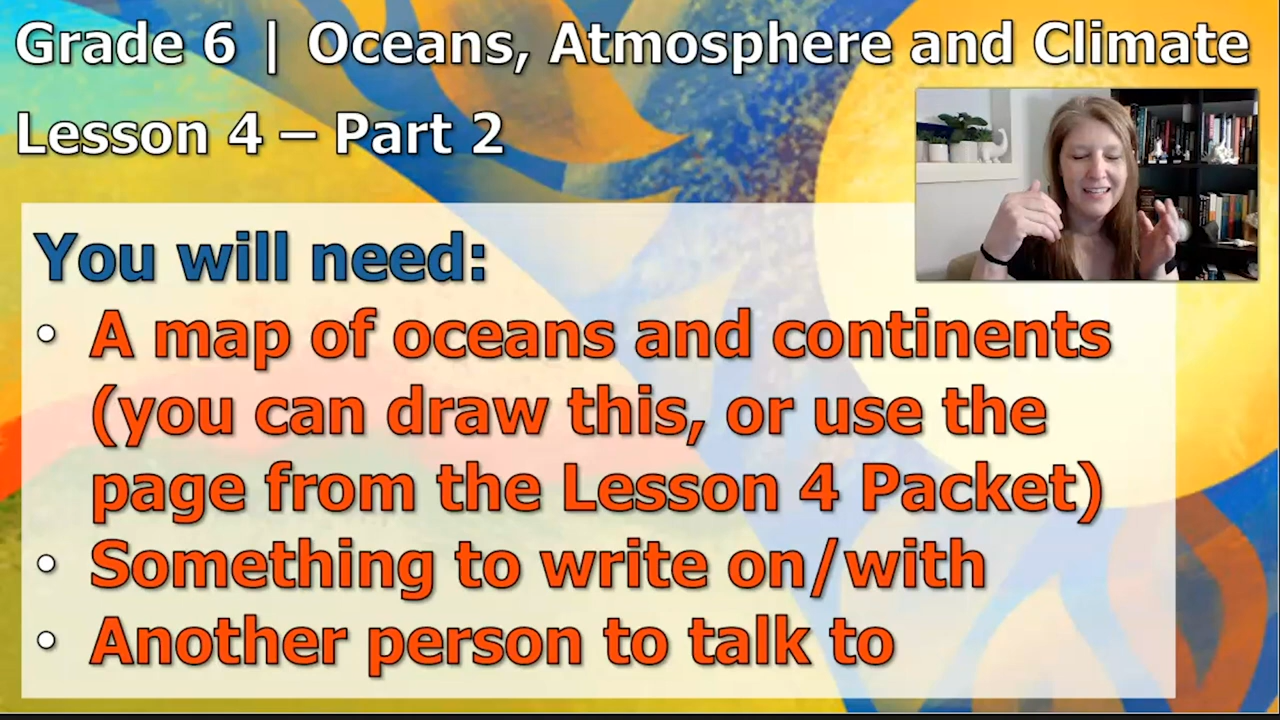 Grade 6 | Oceans, Atmosphere and Climate
Lesson 4 – Part 2
You will need:
• A map of oceans and continents
(you can draw this, or use the
page from the Lesson 4 Packet)
• Something to write on/with
• Another person to talk to